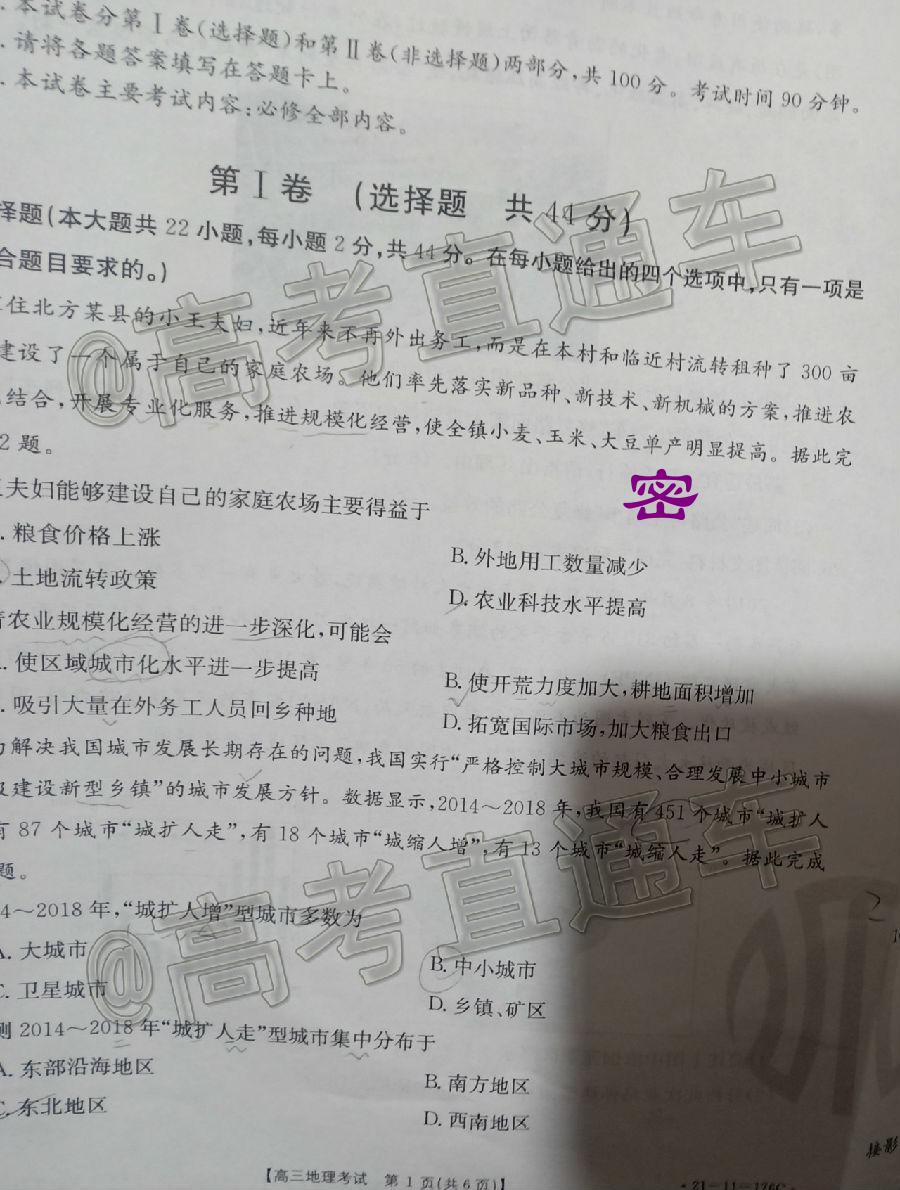 .本试卷分第Ⅰ卷(选择题)和第Ⅱ卷(非选择题)两部分,共100分。考试时间90分钟。
.请将各题答案填写在答题卡上。
.本试卷主要考试内容:必修全部内容。
第Ⅰ卷 (选择题 共44分)
择题(本大题共22小题,每小题2分,共44分。在每小题给出的四个选项中,只有一项是
合题目要求的。)
住北方某县的小王夫妇,近年来不再外出务工,而是在本村和临近村流转租种了300亩
建设了一个属于自己的家庭农场。他们率先落实新品种、新技术、新机械的方案,推进农
结合,开展专业化服务,推进规模化经营,使全镇小麦、玉米、大豆单产明显提高。据此完
2题。
密
夫妇能够建设自己的家庭农场主要得益于
.粮食价格上涨
B.外地用工数量减少
.土地流转政策
D.农业科技水平提高
着农业规模化经营的进一步深化,可能会
.使区域城市化水平进一步提高
B.使开荒力度加大,耕地面积增加
.吸引大量在外务工人员回乡种地
D.拓宽国际市场,加大粮食出口
为解决我国城市发展长期存在的问题,我国实行“严格控制大城市规模、合理发展中小城市
极建设新型乡镇”的城市发展方针。数据显示,2014～2018年,我国有451个城市“城扩人
有87个城市“城扩人走”,有18个城市“城缩人增”,有13个城市“城缩人走”。据此完成
题。
4～2018年,“城扩人增”型城市多数为
A.大城市
B.中小城市
C.卫星城市
D.乡镇、矿区
测2014～2018年“城扩人走”型城市集中分布于
A.东部沿海地区
B.南方地区
C.东北地区
D.西南地区
【高三地理考试 第1页(共6页)】
·21-11-126C·
@高考直通车
@高考直通车
接影